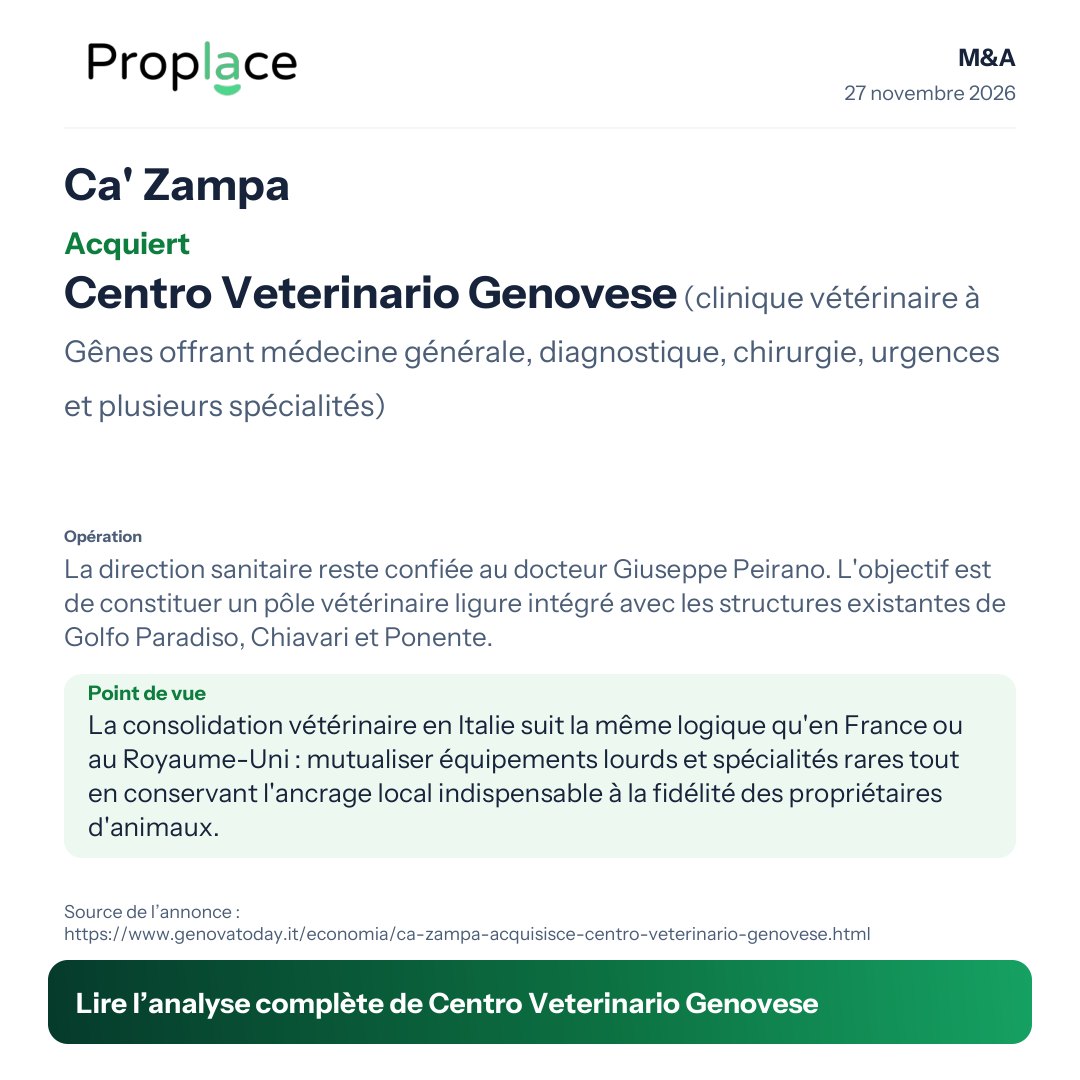 Proplace
M&A
27 novembre 2026
Ca' Zampa
Acquiert
Centro Veterinario Genovese (clinique vétérinaire à
Gênes offrant médecine générale, diagnostique, chirurgie, urgences
et plusieurs spécialités)
Opération
La direction sanitaire reste confiée au docteur Giuseppe Peirano. L'objectif est
de constituer un pôle vétérinaire ligure intégré avec les structures existantes de
Golfo Paradiso, Chiavari et Ponente.
Point de vue
La consolidation vétérinaire en Italie suit la même logique qu'en France ou
au Royaume-Uni : mutualiser équipements lourds et spécialités rares tout
en conservant l'ancrage local indispensable à la fidélité des propriétaires
d'animaux.
Source de l’annonce :
https://www.genovatoday.it/economia/ca-zampa-acquisisce-centro-veterinario-genovese.html
Lire l’analyse complète de Centro Veterinario Genovese